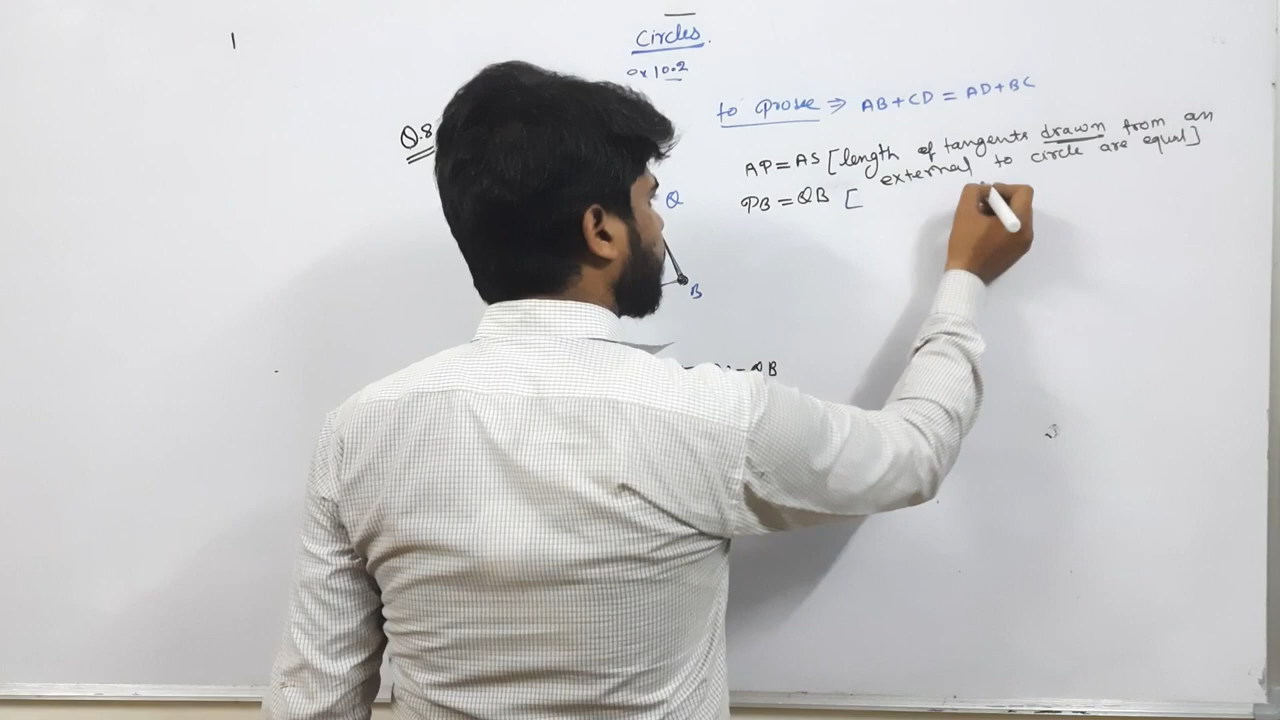 Circles.
Ex 10.2
Q.8
to prove ⇒ AB+CD = AD+BC
AP=AS [length of tangents drawn from an
external to circle are equal]
PB=QB [
Q
B
=QB